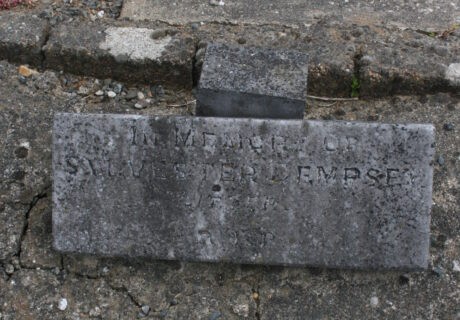 IN MEMORY OF
SYLVESTER DEMPSEY
R.I.P.